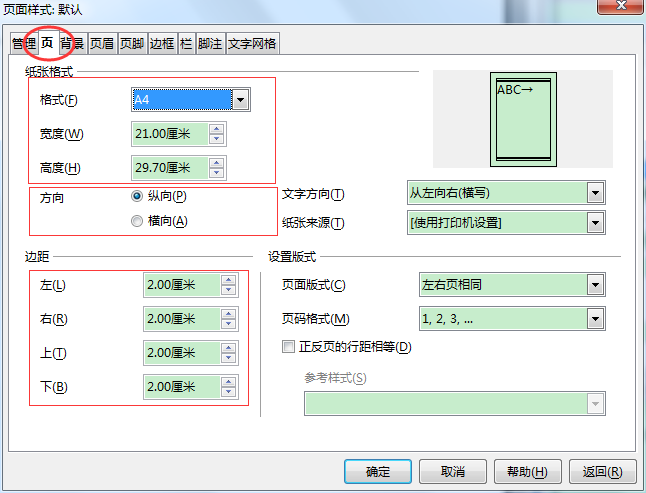 页面样式: 默认
管理 页 背景 页眉 页脚 边框 栏 脚注 文字网格
纸张格式
格式(F) A4
ABC→
宽度(W) 21.00厘米
高度(H) 29.70厘米
方向 纵向(P)
横向(A)
文字方向(T) 从左向右(横写)
纸张来源(T) [使用打印机设置]
边距
设置版式
左(L) 2.00厘米
页面版式(C) 左右页相同
右(R) 2.00厘米
页码格式(M) 1, 2, 3, ...
上(T) 2.00厘米
正反页的行距相等(D)
下(B) 2.00厘米
参考样式(S)
确定 取消 帮助(H) 返回(R)